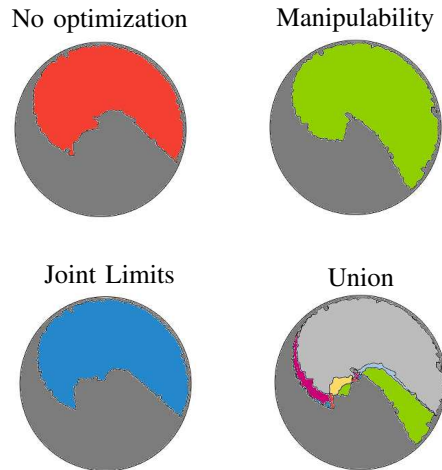 No optimization
Manipulability
Joint Limits
Union